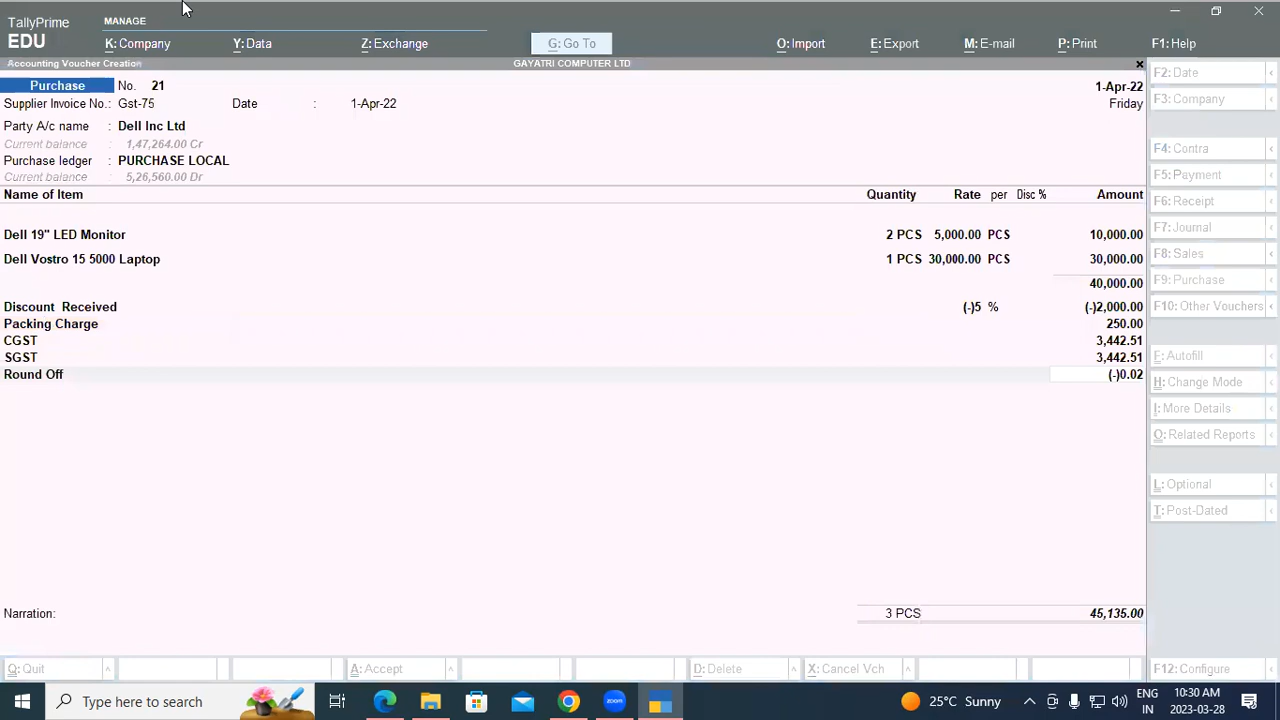 TallyPrime
EDU
MANAGE
K: Company
Y: Data
Z: Exchange
G: Go To
O: Import
E: Export
M: E-mail
P: Print
F1: Help
Accounting Voucher Creation
GAYATRI COMPUTER LTD
Purchase No. 21
1-Apr-22
Supplier Invoice No.: Gst-75 Date : 1-Apr-22
Friday
Party A/c name : Dell Inc Ltd
Current balance : 1,47,264.00 Cr
Purchase ledger : PURCHASE LOCAL
Current balance : 5,26,560.00 Dr
Name of Item Quantity Rate per Disc % Amount
Dell 19" LED Monitor 2 PCS 5,000.00 PCS 10,000.00
Dell Vostro 15 5000 Laptop 1 PCS 30,000.00 PCS 30,000.00
40,000.00
Discount Received (-)5 % (-)2,000.00
Packing Charge 250.00
CGST 3,442.51
SGST 3,442.51
Round Off (-)0.02
Narration: 3 PCS 45,135.00
F2: Date
F3: Company
F4: Contra
F5: Payment
F6: Receipt
F7: Journal
F8: Sales
F9: Purchase
F10: Other Vouchers
F: Autofill
H: Change Mode
I: More Details
O: Related Reports
L: Optional
T: Post-Dated
Q: Quit
A: Accept
D: Delete
X: Cancel Vch
F12: Configure
Type here to search
zoom
25°C Sunny
ENG
IN
10:30 AM
2023-03-28